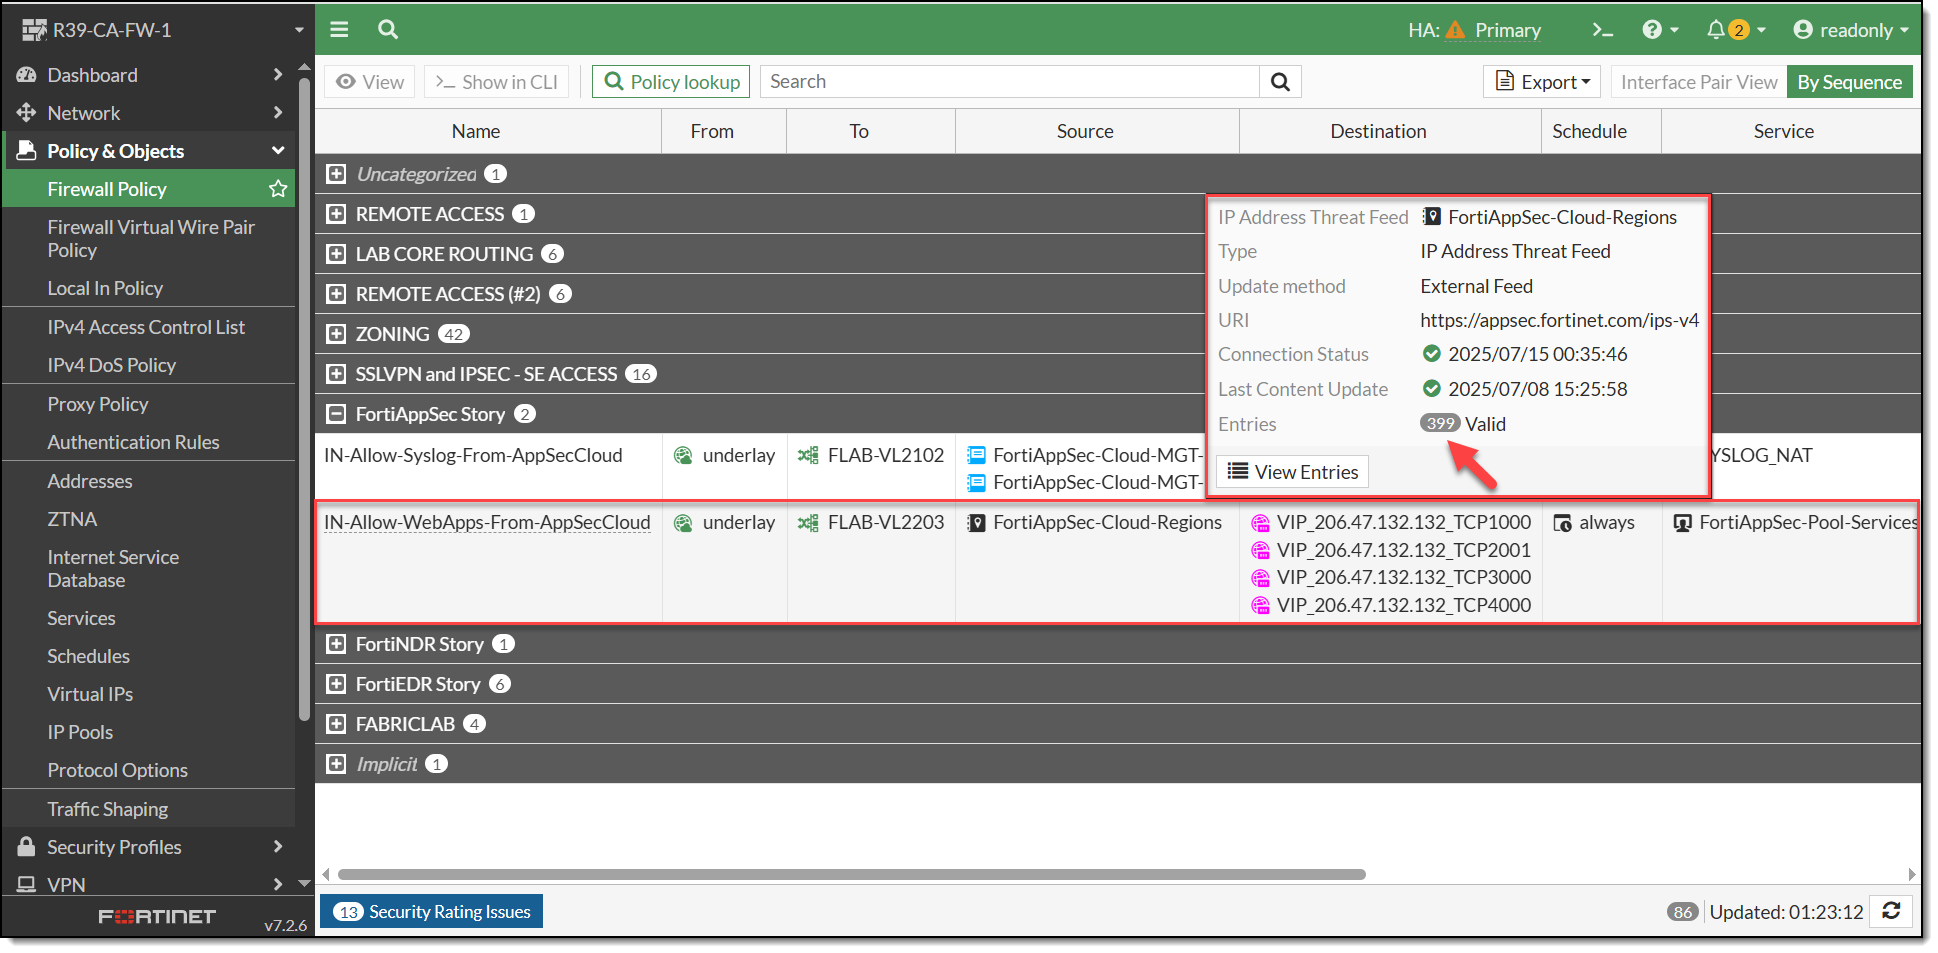 R39-CA-FW-1
HA: Primary
2
readonly
Dashboard
Network
Policy & Objects
Firewall Policy
Firewall Virtual Wire Pair
Policy
Local In Policy
IPv4 Access Control List
IPv4 DoS Policy
Proxy Policy
Authentication Rules
Addresses
ZTNA
Internet Service
Database
Services
Schedules
Virtual IPs
IP Pools
Protocol Options
Traffic Shaping
Security Profiles
VPN
FORTINET
v7.2.6
View
Show in CLI
Policy lookup
Search
Export
Interface Pair View
By Sequence
Name From To Source Destination Schedule Service
Uncategorized 1
REMOTE ACCESS 1
LAB CORE ROUTING 6
REMOTE ACCESS (#2) 6
ZONING 42
SSLVPN and IPSEC - SE ACCESS 16
FortiAppSec Story 2
IP Address Threat Feed FortiAppSec-Cloud-Regions
Type IP Address Threat Feed
Update method External Feed
URI https://appsec.fortinet.com/ips-v4
Connection Status 2025/07/15 00:35:46
Last Content Update 2025/07/08 15:25:58
Entries 399 Valid
View Entries
IN-Allow-Syslog-From-AppSecCloud underlay FLAB-VL2102 FortiAppSec-Cloud-MGT- YSLOG_NAT
FortiAppSec-Cloud-MGT-
IN-Allow-WebApps-From-AppSecCloud underlay FLAB-VL2203 FortiAppSec-Cloud-Regions VIP_206.47.132.132_TCP1000 always FortiAppSec-Pool-Services
VIP_206.47.132.132_TCP2001
VIP_206.47.132.132_TCP3000
VIP_206.47.132.132_TCP4000
FortiNDR Story 1
FortiEDR Story 6
FABRICLAB 4
Implicit 1
13 Security Rating Issues
86 Updated: 01:23:12